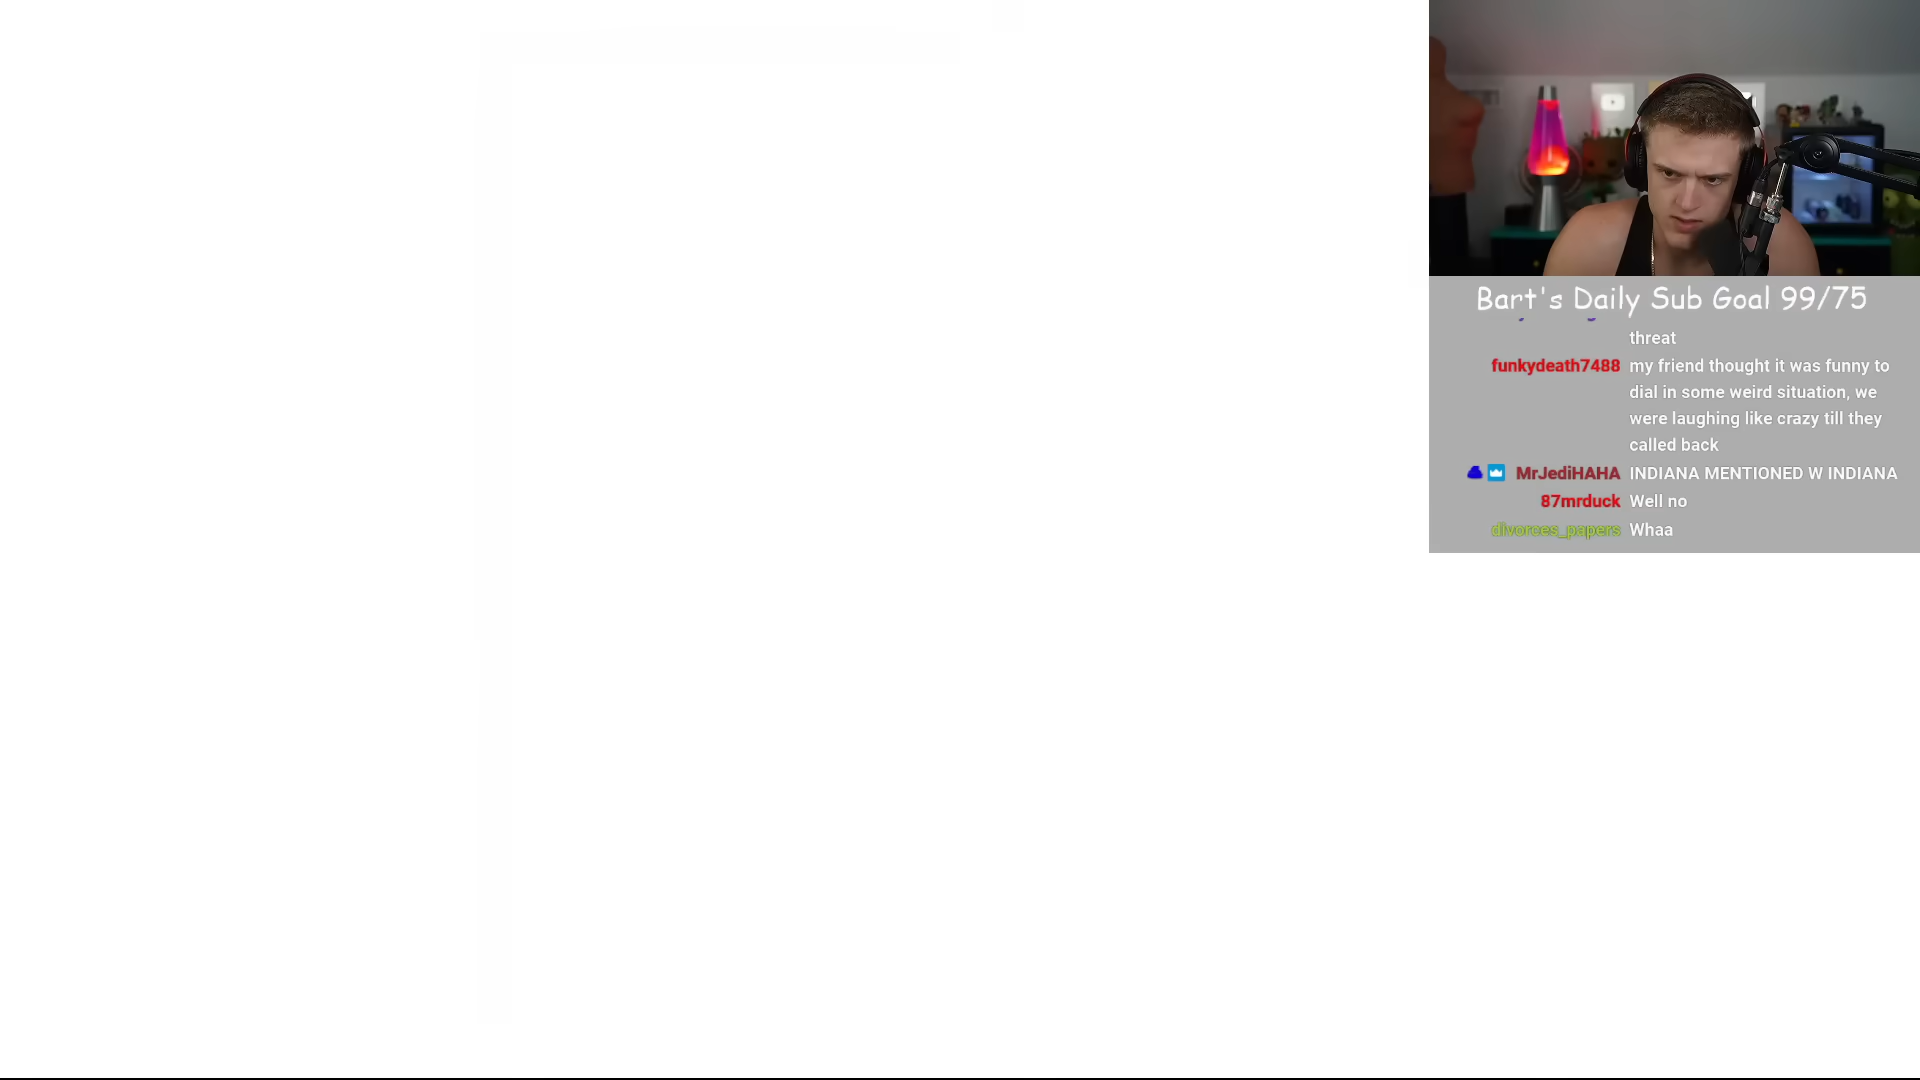 Bart's Daily Sub Goal 99/75
threat
funkydeath7488 my friend thought it was funny to
dial in some weird situation, we
were laughing like crazy till they
called back
MrJediHAHA INDIANA MENTIONED W INDIANA
87mrduck Well no
divorces_papers Whaa